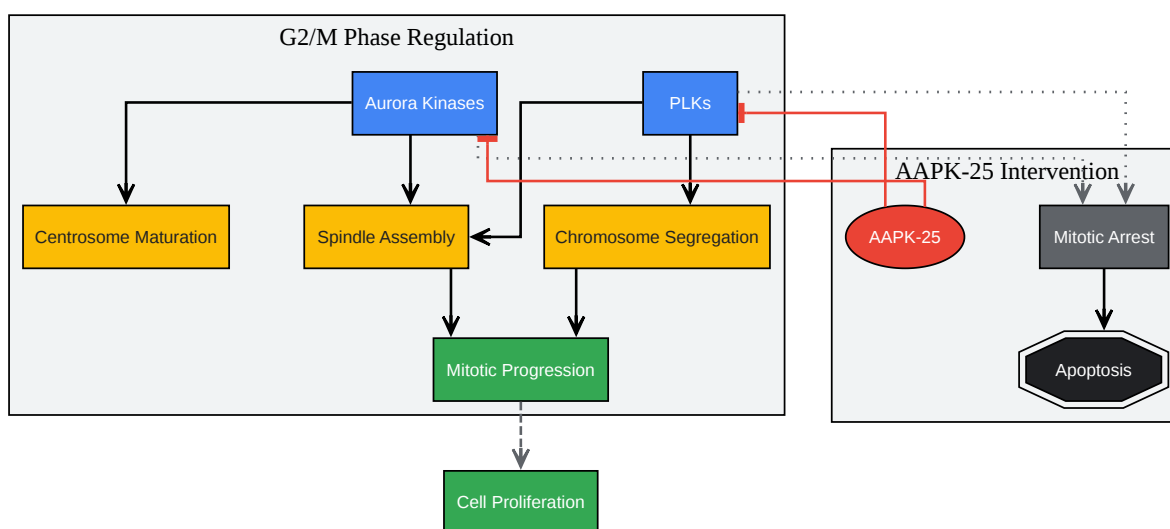 G2/M Phase Regulation
Aurora Kinases
PLKs
AAPK-25 Intervention
Centrosome Maturation
Spindle Assembly
Chromosome Segregation
AAPK-25
Mitotic Arrest
Mitotic Progression
Apoptosis
Cell Proliferation